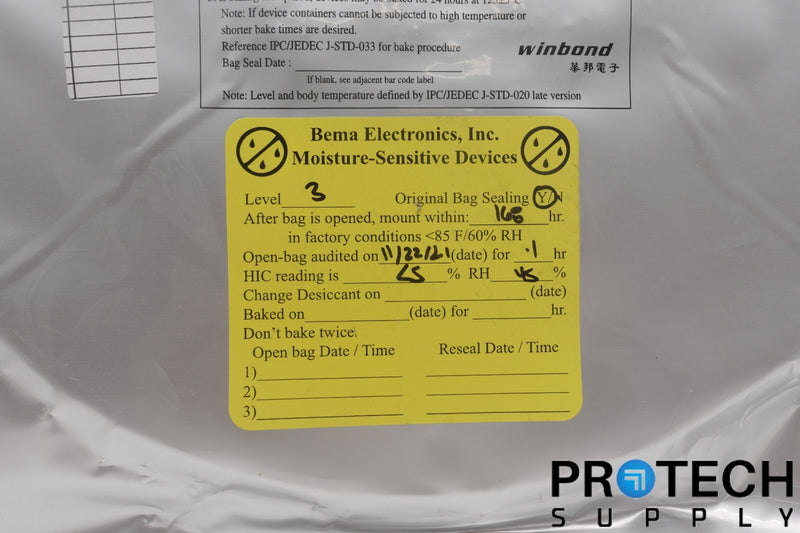 Note: If device containers cannot be subjected to high temperature or
shorter bake times are desired.
Reference IPC/JEDEC J-STD-033 for bake procedure
Bag Seal Date :
If blank, see adjacent bar code label
Note: Level and body temperature defined by IPC/JEDEC J-STD-020 late version
winbond
華邦電子
Bema Electronics, Inc.
Moisture-Sensitive Devices
Level 3 Original Bag Sealing Y/N
After bag is opened, mount within: 168 hr.
in factory conditions <85 F/60% RH
Open-bag audited on 11/22/21 (date) for .1 hr
HIC reading is <5 % RH 45 %
Change Desiccant on (date)
Baked on (date) for hr.
Don't bake twice.
Open bag Date / Time Reseal Date / Time
1)
2)
3)
PROTECH
SUPPLY